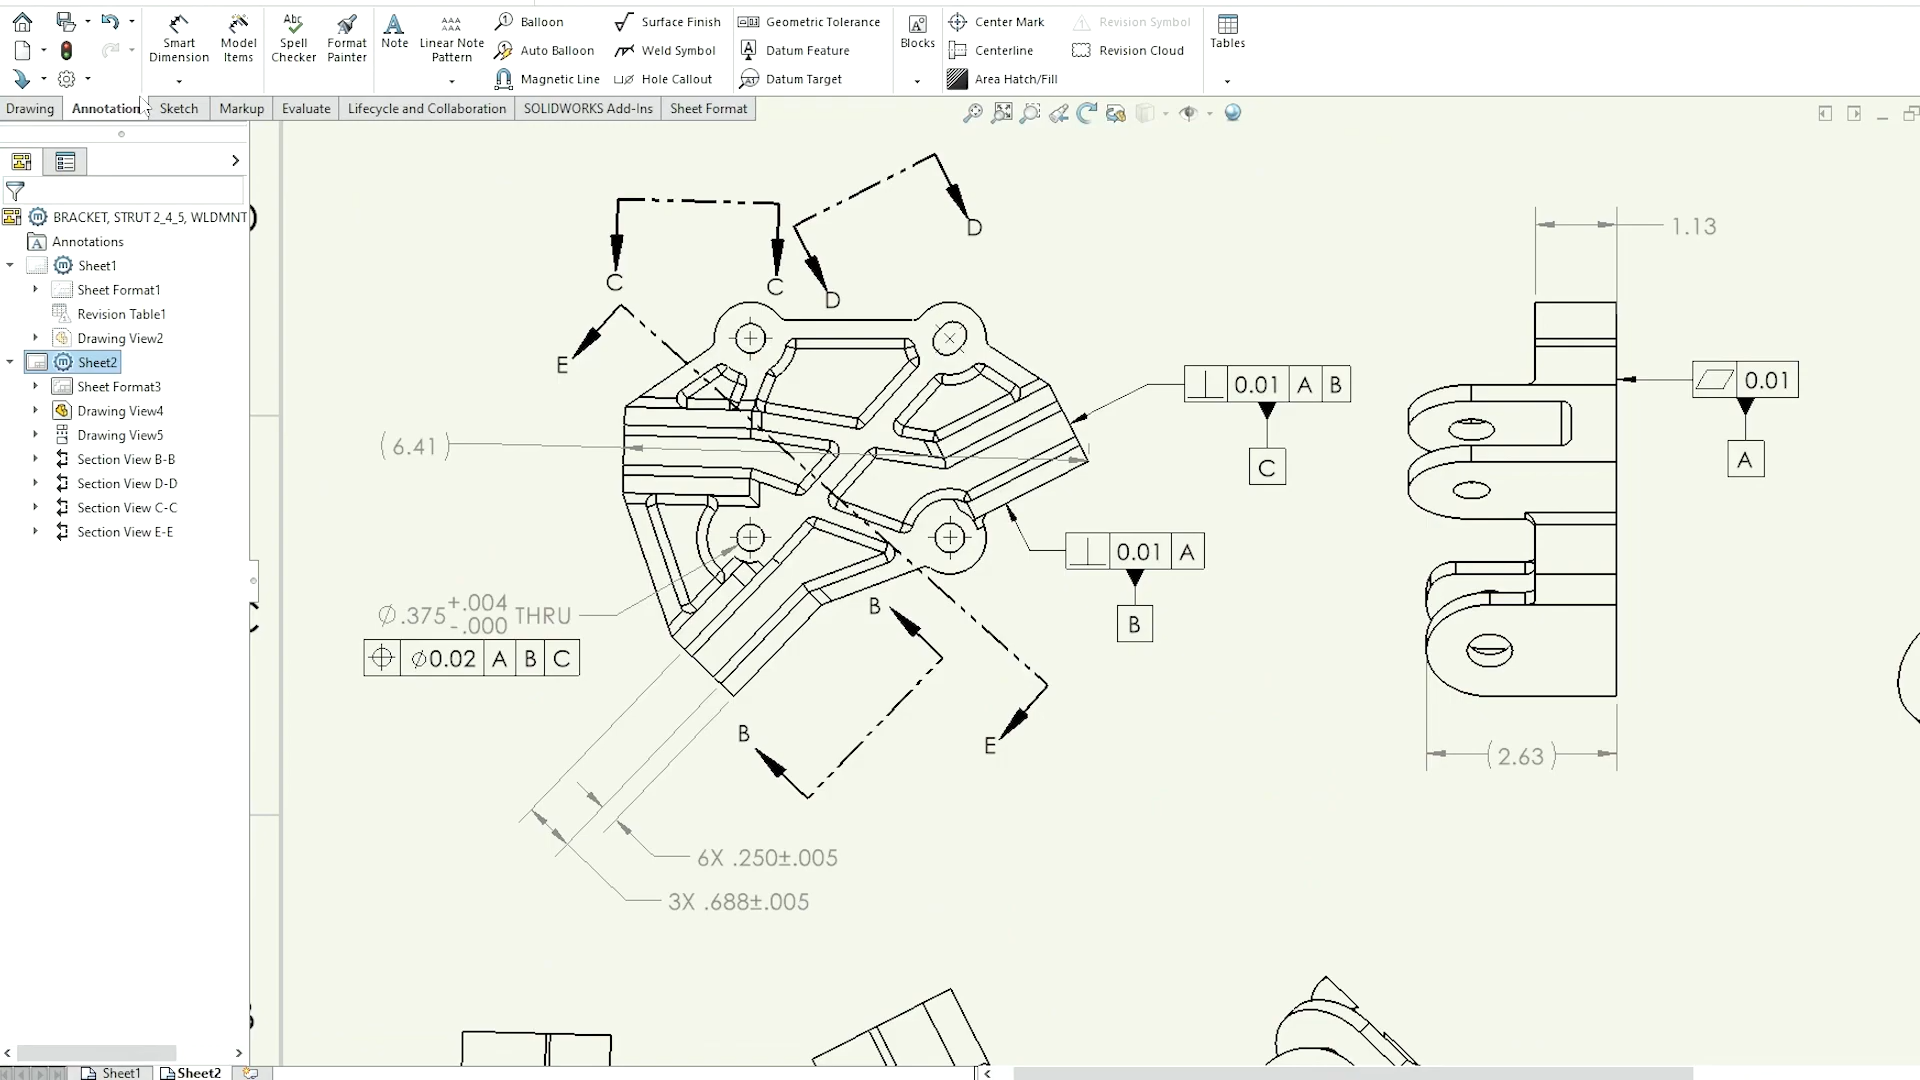 Smart Dimension
Model Items
Spell Checker
Format Painter
Note
Linear Note Pattern
Balloon
Auto Balloon
Magnetic Line
Surface Finish
Weld Symbol
Hole Callout
Geometric Tolerance
Datum Feature
Datum Target
Blocks
Center Mark
Centerline
Area Hatch/Fill
Revision Symbol
Revision Cloud
Tables
Drawing Annotation Sketch Markup Evaluate Lifecycle and Collaboration SOLIDWORKS Add-Ins Sheet Format
BRACKET, STRUT 2_4_5, WLDMNT
Annotations
Sheet1
Sheet Format1
Revision Table1
Drawing View2
Sheet2
Sheet Format3
Drawing View4
Drawing View5
Section View B-B
Section View D-D
Section View C-C
Section View E-E
D
D
C
C
E
E
B
B
1.13
(6.41)
⟂ 0.01 A B
C
⟂ 0.01 A
B
⏥ 0.01
A
Ø.375 +.004 -.000 THRU
⌖ Ø0.02 A B C
(2.63)
6X .250±.005
3X .688±.005
Sheet1 Sheet2